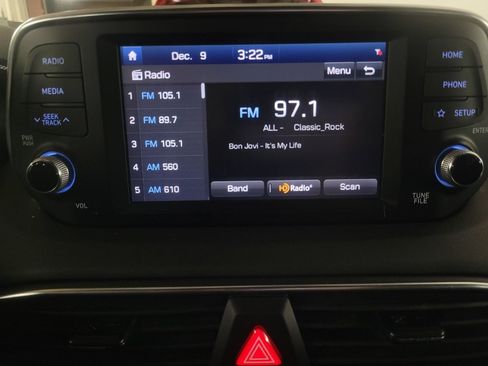 Dec. 9 3:22 PM
Radio Menu
1 FM 105.1
2 FM 89.7
3 FM 105.1
4 AM 560
5 AM 610
FM 97.1
ALL - Classic_Rock
Bon Jovi - It's My Life
Band HD Radio Scan
RADIO
MEDIA
SEEK
TRACK
PWR
PUSH
VOL
HOME
PHONE
SETUP
ENTER
TUNE
FILE